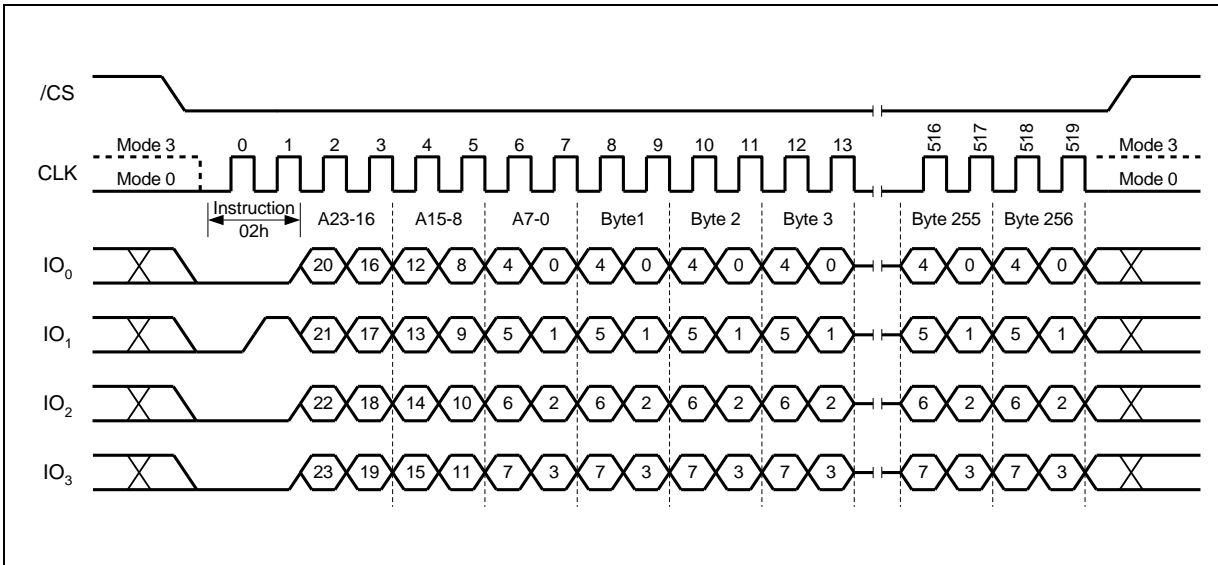 /CS
Mode 3 0 1 2 3 4 5 6 7 8 9 10 11 12 13 516 517 518 519 Mode 3
CLK
Mode 0 Mode 0
Instruction A23-16 A15-8 A7-0 Byte1 Byte 2 Byte 3 Byte 255 Byte 256
02h
IO0 20 16 12 8 4 0 4 0 4 0 4 0 4 0 4 0
IO1 21 17 13 9 5 1 5 1 5 1 5 1 5 1 5 1
IO2 22 18 14 10 6 2 6 2 6 2 6 2 6 2 6 2
IO3 23 19 15 11 7 3 7 3 7 3 7 3 7 3 7 3